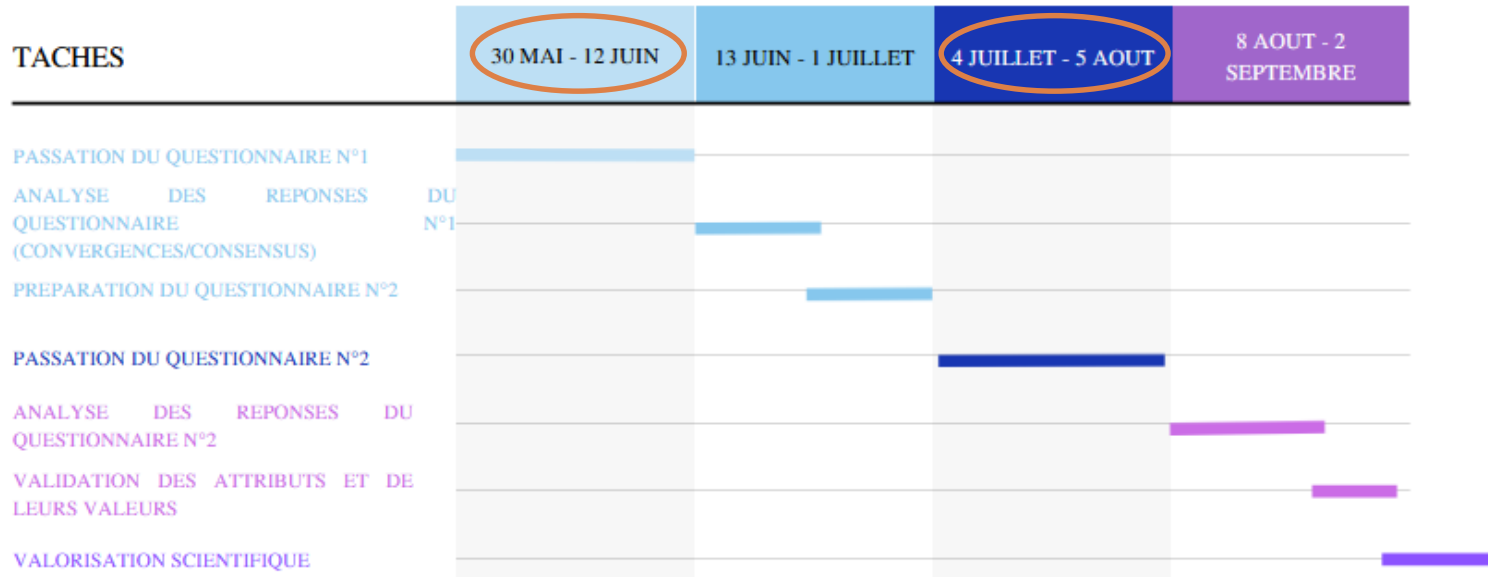 TACHES
30 MAI - 12 JUIN
13 JUIN - 1 JUILLET
4 JUILLET - 5 AOUT
8 AOUT - 2
SEPTEMBRE
PASSATION DU QUESTIONNAIRE N°1
ANALYSE DES REPONSES DU
QUESTIONNAIRE N°1
(CONVERGENCES/CONSENSUS)
PREPARATION DU QUESTIONNAIRE N°2
PASSATION DU QUESTIONNAIRE N°2
ANALYSE DES REPONSES DU
QUESTIONNAIRE N°2
VALIDATION DES ATTRIBUTS ET DE
LEURS VALEURS
VALORISATION SCIENTIFIQUE